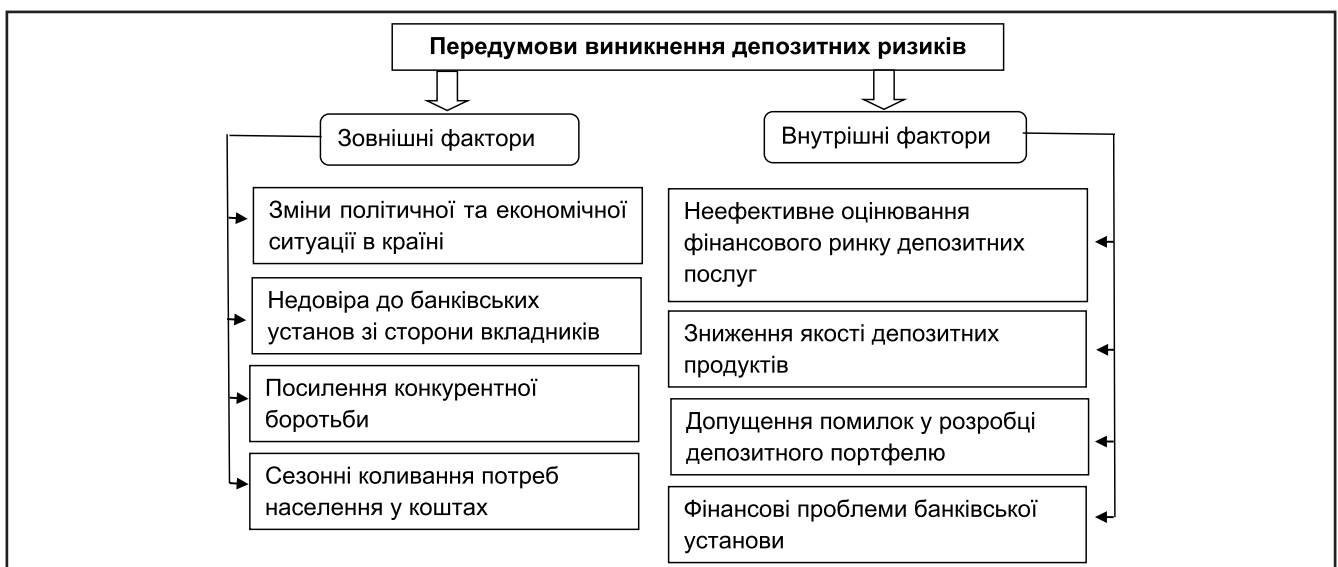 Передумови виникнення депозитних ризиків
Зовнішні фактори
Зміни політичної та економічної
ситуації в країні
Недовіра до банківських
установ зі сторони вкладників
Посилення конкурентної
боротьби
Сезонні коливання потреб
населення у коштах
Внутрішні фактори
Неефективне оцінювання
фінансового ринку депозитних
послуг
Зниження якості депозитних
продуктів
Допущення помилок у розробці
депозитного портфелю
Фінансові проблеми банківської
установи